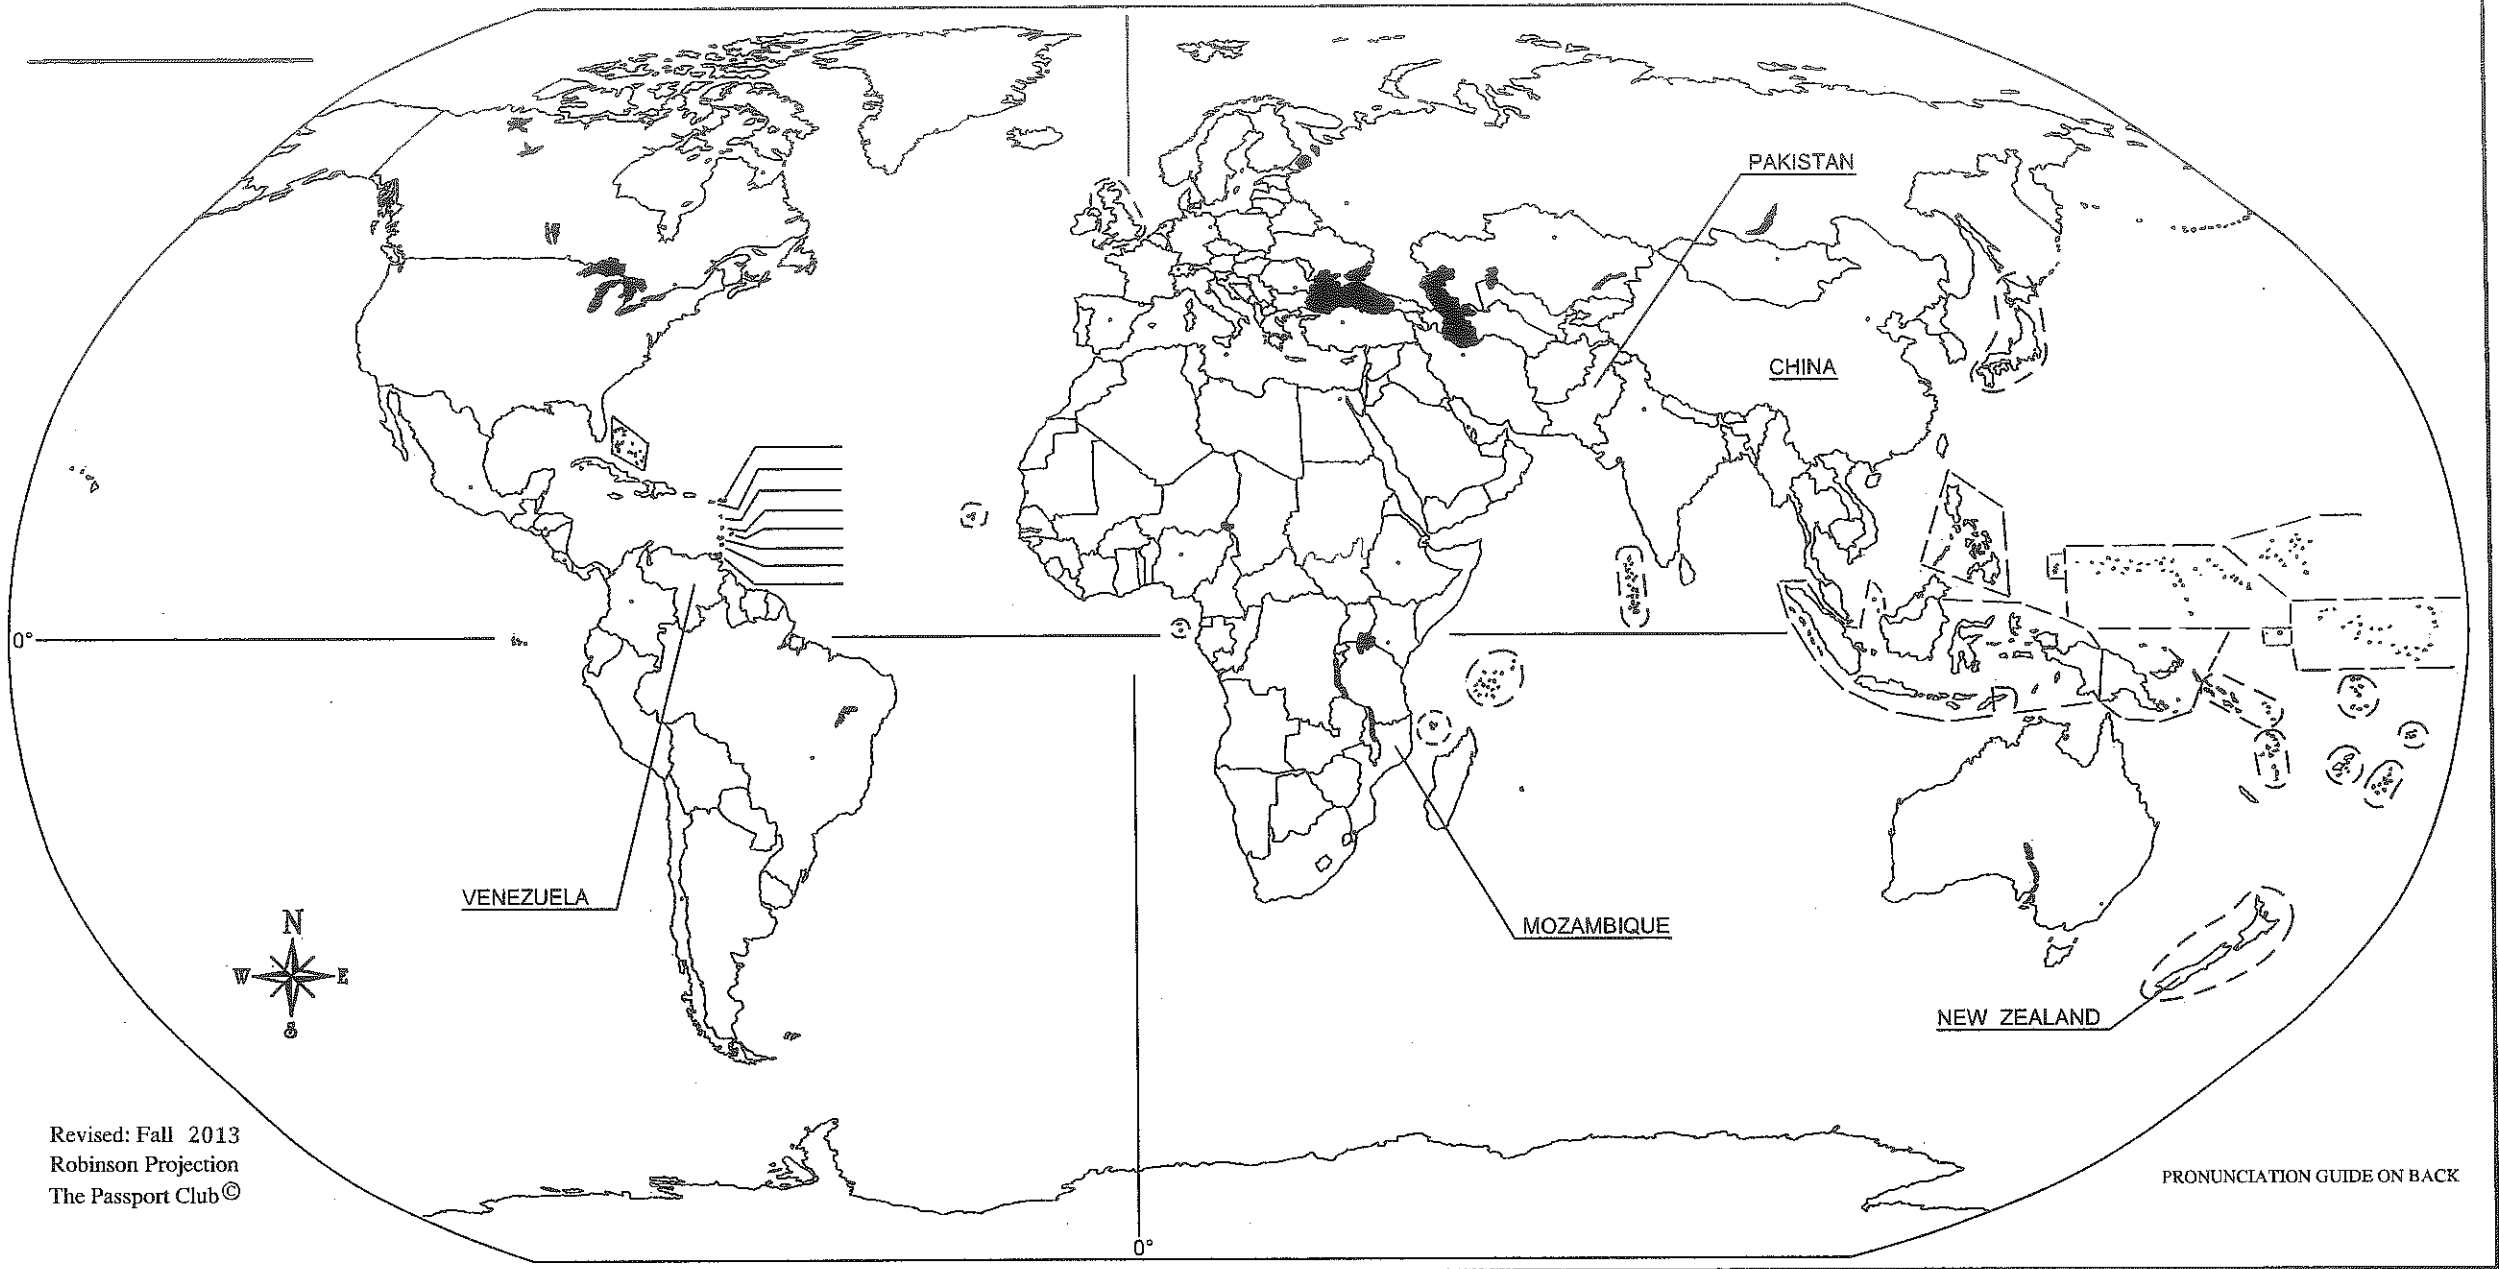 PAKISTAN
CHINA
0°
VENEZUELA
MOZAMBIQUE
N
W E
S
NEW ZEALAND
Revised: Fall 2013
Robinson Projection
The Passport Club©
PRONUNCIATION GUIDE ON BACK
0°